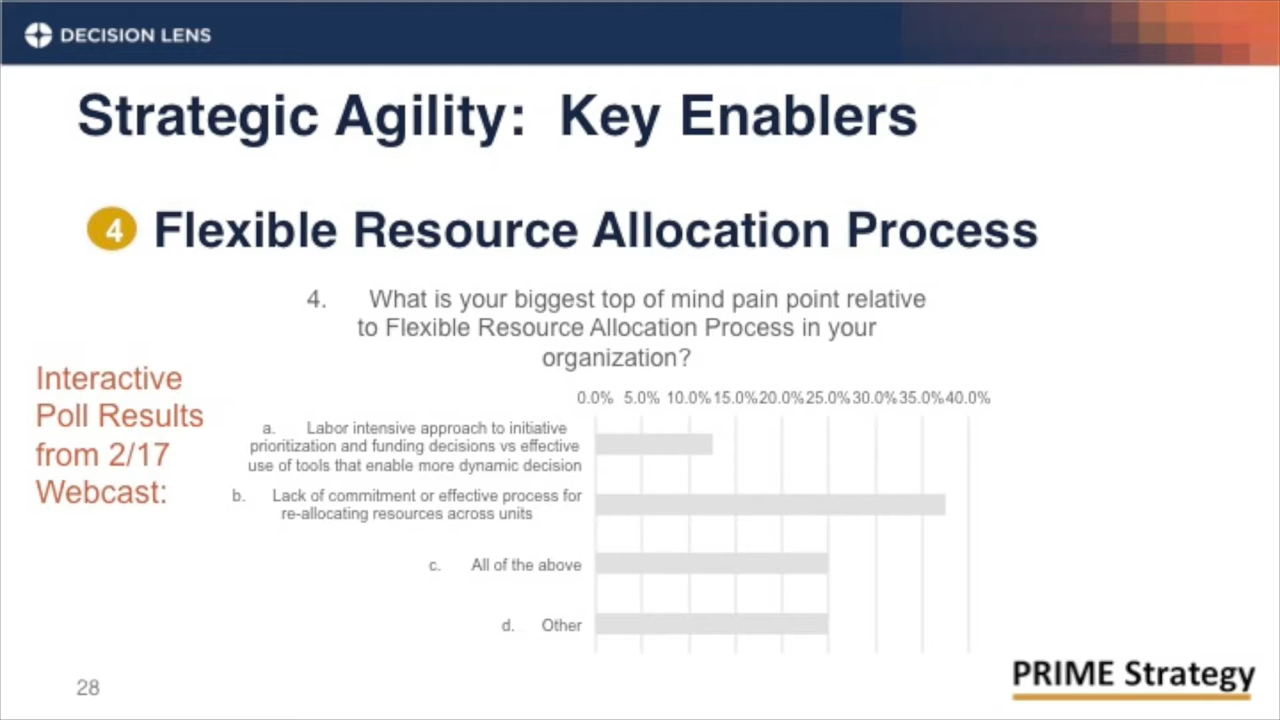 DECISION LENS
Strategic Agility: Key Enablers
4 Flexible Resource Allocation Process
4. What is your biggest top of mind pain point relative
to Flexible Resource Allocation Process in your
organization?
Interactive
Poll Results
from 2/17
Webcast:
0.0% 5.0% 10.0% 15.0% 20.0% 25.0% 30.0% 35.0% 40.0%
a. Labor intensive approach to initiative
prioritization and funding decisions vs effective
use of tools that enable more dynamic decision
b. Lack of commitment or effective process for
re-allocating resources across units
c. All of the above
d. Other
28
PRIME Strategy